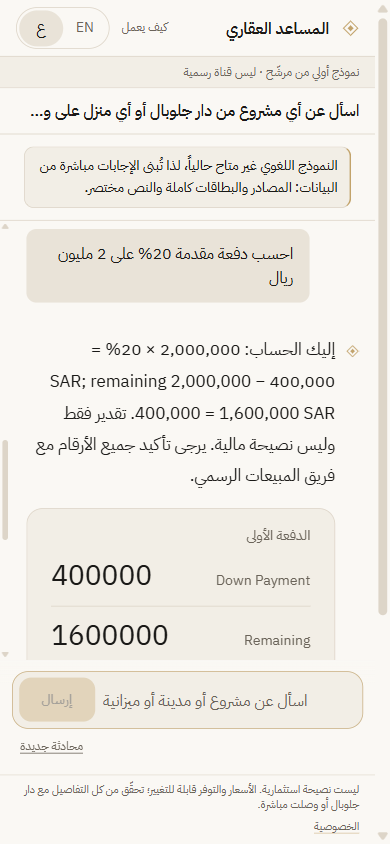 المساعد العقاري
كيف يعمل
EN
ع
نموذج أولي من مرشّح · ليس قناة رسمية
اسأل عن أي مشروع من دار جلوبال أو أي منزل على و...
النموذج اللغوي غير متاح حالياً، لذا تُبنى الإجابات مباشرة من
البيانات: المصادر والبطاقات كاملة والنص مختصر.
احسب دفعة مقدمة 20% على 2 مليون
ريال
إليك الحساب: 2,000,000 × 20% =
400,000 SAR; remaining 2,000,000 −
400,000 = 1,600,000 SAR. تقدير فقط
وليس نصيحة مالية. يرجى تأكيد جميع الأرقام مع
فريق المبيعات الرسمي.
الدفعة الأولى
Down Payment 400000
Remaining 1600000
اسأل عن مشروع أو مدينة أو ميزانية
إرسال
محادثة جديدة
ليست نصيحة استثمارية. الأسعار والتوفر قابلة للتغيير؛ تحقّق من كل التفاصيل مع دار
جلوبال أو وصلت مباشرة.
الخصوصية